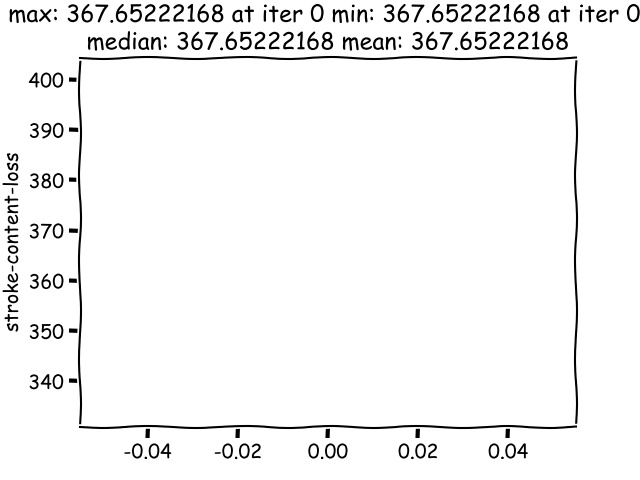 max: 367.65222168 at iter 0 min: 367.65222168 at iter 0
median: 367.65222168 mean: 367.65222168
stroke-content-loss
400
390
380
370
360
350
340
-0.04 -0.02 0.00 0.02 0.04